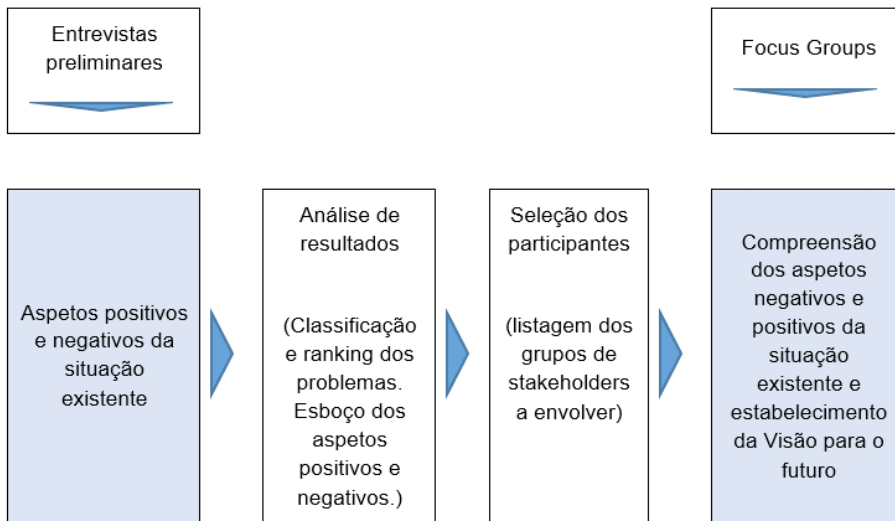 Entrevistas
preliminares
Focus Groups
Aspetos positivos
e negativos da
situação
existente
Análise de
resultados
(Classificação
e ranking dos
problemas.
Esboço dos
aspetos
positivos e
negativos.)
Seleção dos
participantes
(listagem dos
grupos de
stakeholders
a envolver)
Compreensão
dos aspetos
negativos e
positivos da
situação
existente e
estabelecimento
da Visão para o
futuro